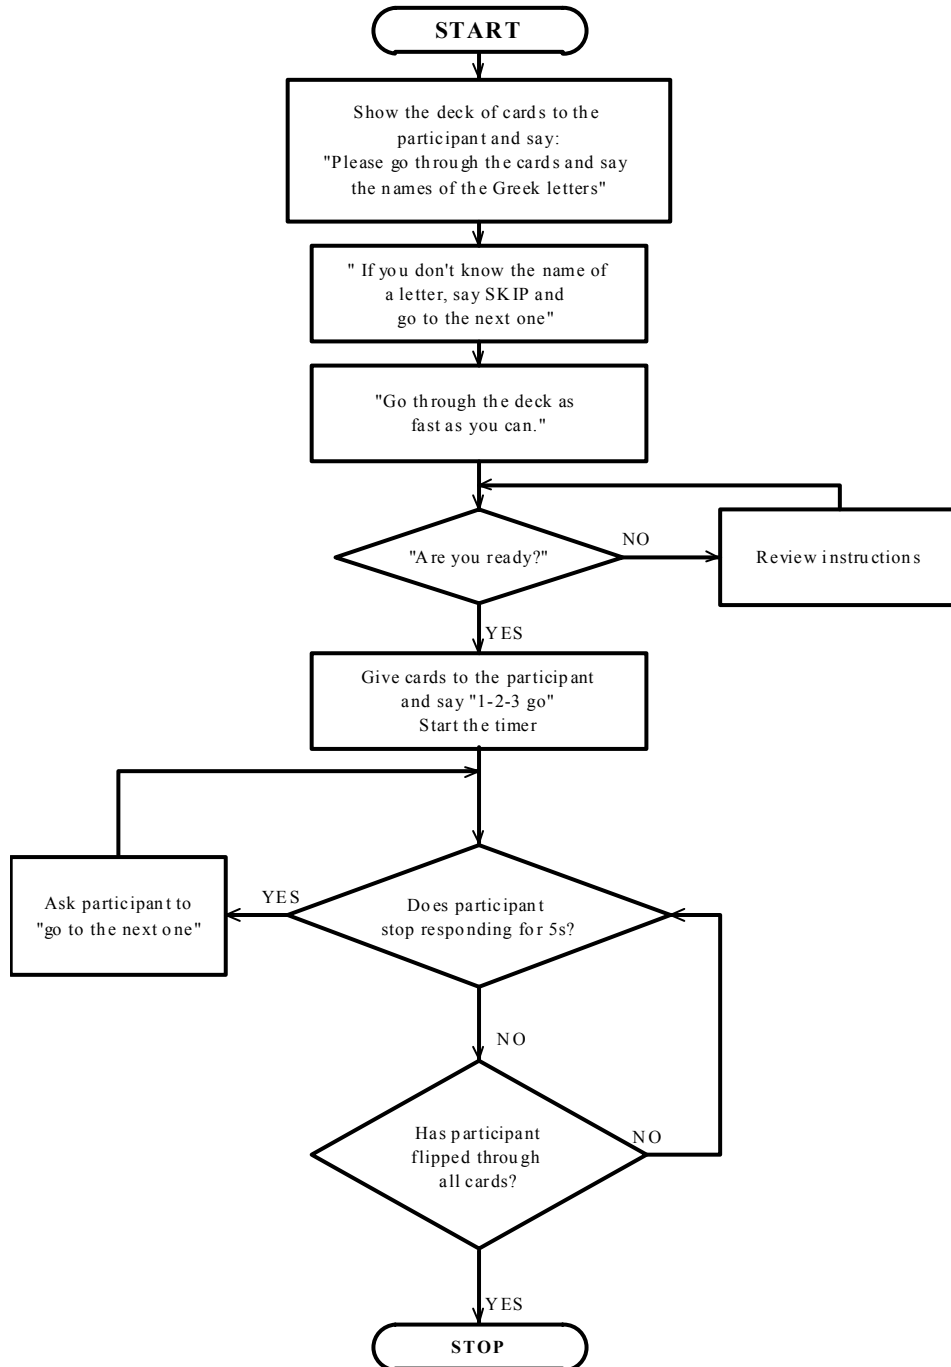 START
Show the deck of cards to the
participant and say:
"Please go through the cards and say
the names of the Greek letters"
" If you don't know the name of
a letter, say SKIP and
go to the next one"
"Go through the deck as
fast as you can."
"Are you ready?"
NO
Review instructions
YES
Give cards to the participant
and say "1-2-3 go"
Start the timer
Does participant
stop responding for 5s?
YES
Ask participant to
"go to the next one"
NO
Has participant
flipped through
all cards?
NO
YES
STOP